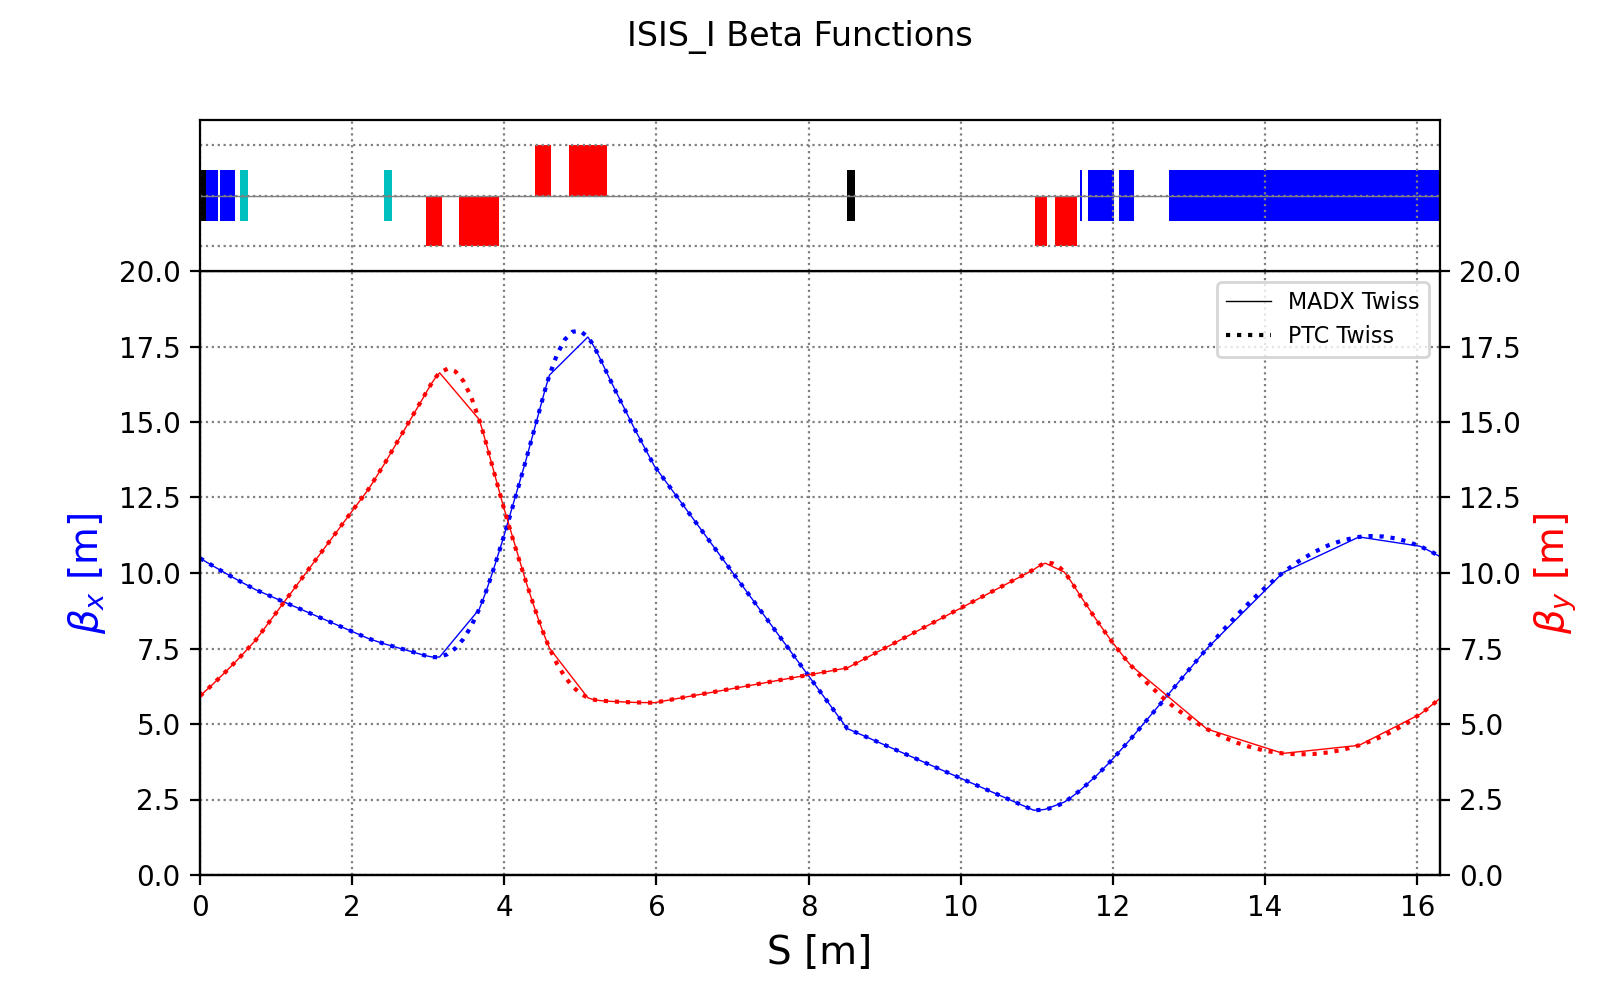 ISIS_I Beta Functions
20.0 20.0
MADX Twiss
PTC Twiss
17.5 17.5
15.0 15.0
12.5 12.5
10.0 10.0
7.5 7.5
5.0 5.0
2.5 2.5
0.0 0.0
βx [m]
βy [m]
0 2 4 6 8 10 12 14 16
S [m]